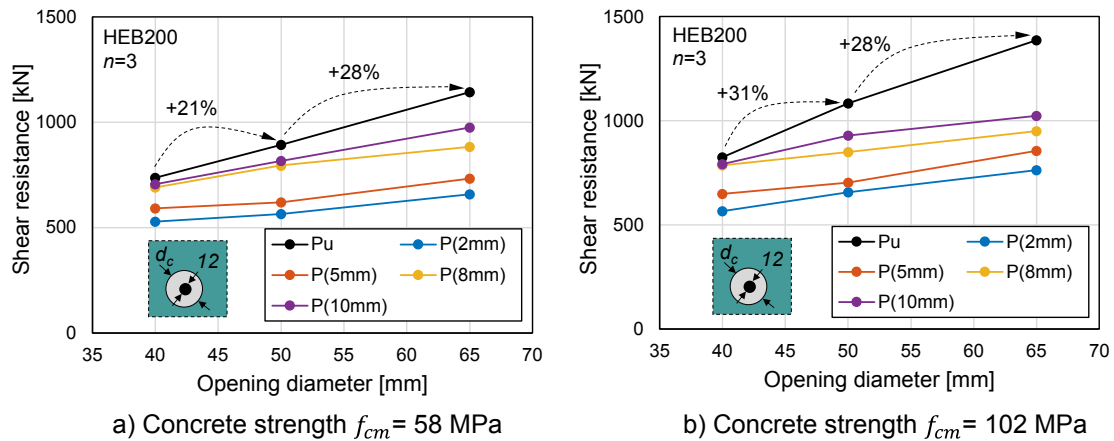 1500
HEB200
n=3
+28%
+21%
1000
500
0
Shear resistance [kN]
d_c
12
Pu
P(2mm)
P(5mm)
P(8mm)
P(10mm)
35 40 45 50 55 60 65 70
Opening diameter [mm]
a) Concrete strength f_cm= 58 MPa
1500
HEB200
n=3
+28%
+31%
1000
500
0
Shear resistance [kN]
d_c
12
Pu
P(2mm)
P(5mm)
P(8mm)
P(10mm)
35 40 45 50 55 60 65 70
Opening diameter [mm]
b) Concrete strength f_cm= 102 MPa